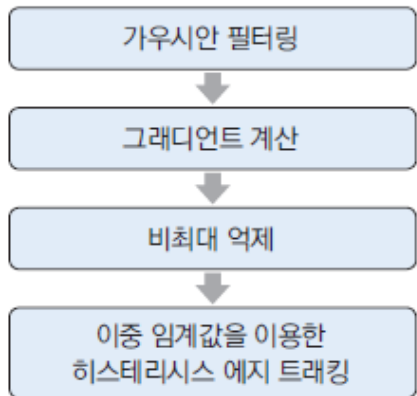 가우시안 필터링
그래디언트 계산
비최대 억제
이중 임계값을 이용한
히스테리시스 에지 트래킹